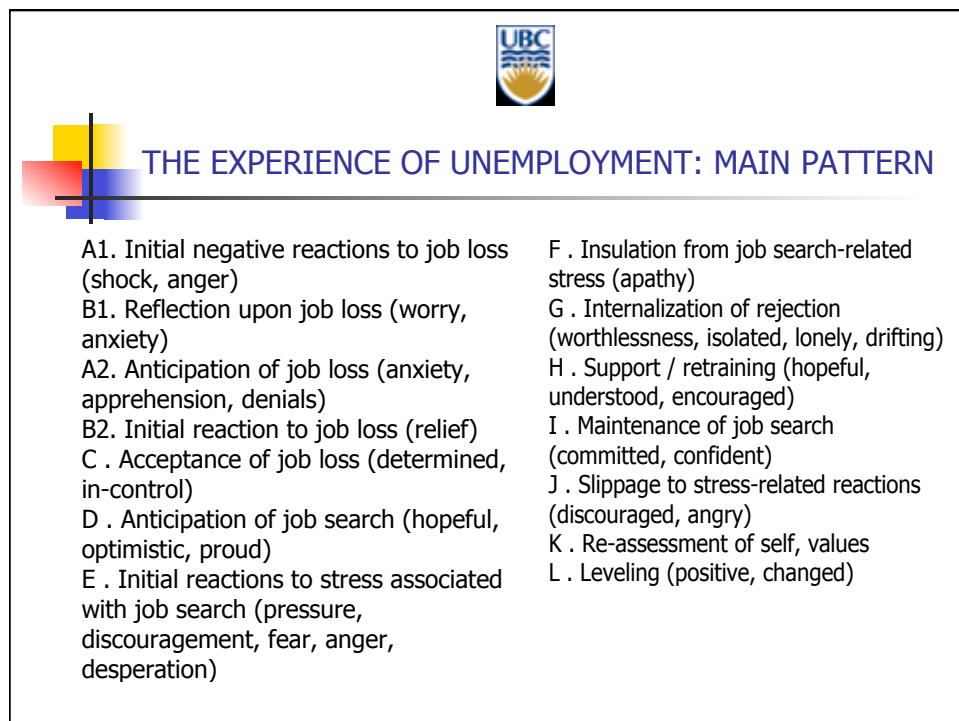 UBC
THE EXPERIENCE OF UNEMPLOYMENT: MAIN PATTERN
A1. Initial negative reactions to job loss
(shock, anger)
B1. Reflection upon job loss (worry,
anxiety)
A2. Anticipation of job loss (anxiety,
apprehension, denials)
B2. Initial reaction to job loss (relief)
C . Acceptance of job loss (determined,
in-control)
D . Anticipation of job search (hopeful,
optimistic, proud)
E . Initial reactions to stress associated
with job search (pressure,
discouragement, fear, anger,
desperation)
F . Insulation from job search-related
stress (apathy)
G . Internalization of rejection
(worthlessness, isolated, lonely, drifting)
H . Support / retraining (hopeful,
understood, encouraged)
I . Maintenance of job search
(committed, confident)
J . Slippage to stress-related reactions
(discouraged, angry)
K . Re-assessment of self, values
L . Leveling (positive, changed)